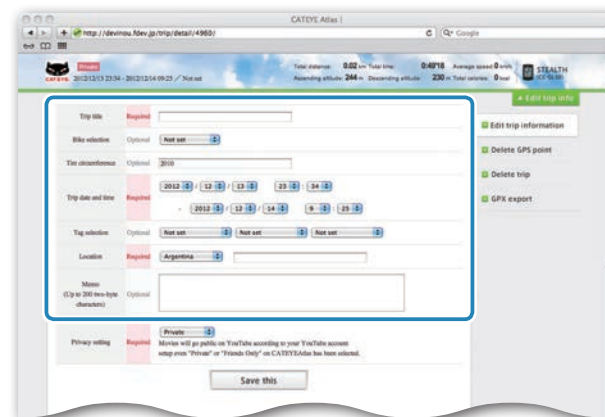 CATEYE Atlas |
http://devinou.fdev.jp/trip/detail/4960/
Google
Private
CATEYE 2012/12/13 23:34 - 2012/12/14 09:25 / Not set
Total distance: 0.02 km Total time: 0:49'18 Average speed 0 km/h
Ascending altitude: 244 m Descending altitude: 230 m Total calories: 0 kcal
STEALTH
Edit trip info
Trip title Required
Bike selection Optional Not set
Tire circumference Optional 2010
Trip date and time Required 2012 / 12 / 13 23 : 34
- 2012 / 12 / 14 9 : 25
Tag selection Optional Not set Not set Not set
Location Required Argentina
Memo
(Up to 200 two-byte
characters)
Optional
Privacy setting Required Private
Movies will go public on YouTube according to your YouTube account
setup even "Private" or "Friends Only" on CATEYEAtlas has been selected.
Save this
Edit trip information
Delete GPS point
Delete trip
GPX export